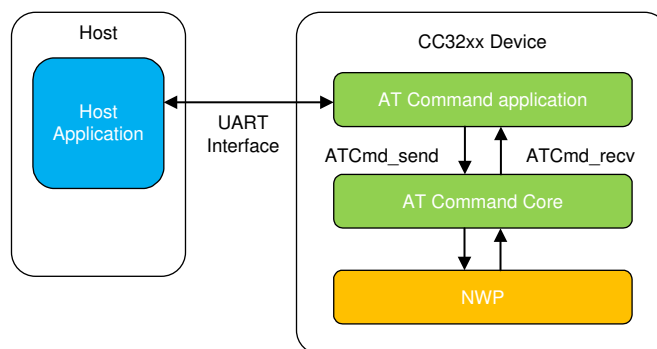 Host
CC32xx Device
Host
Application
AT Command application
UART
Interface
ATCmd_send
ATCmd_recv
AT Command Core
NWP